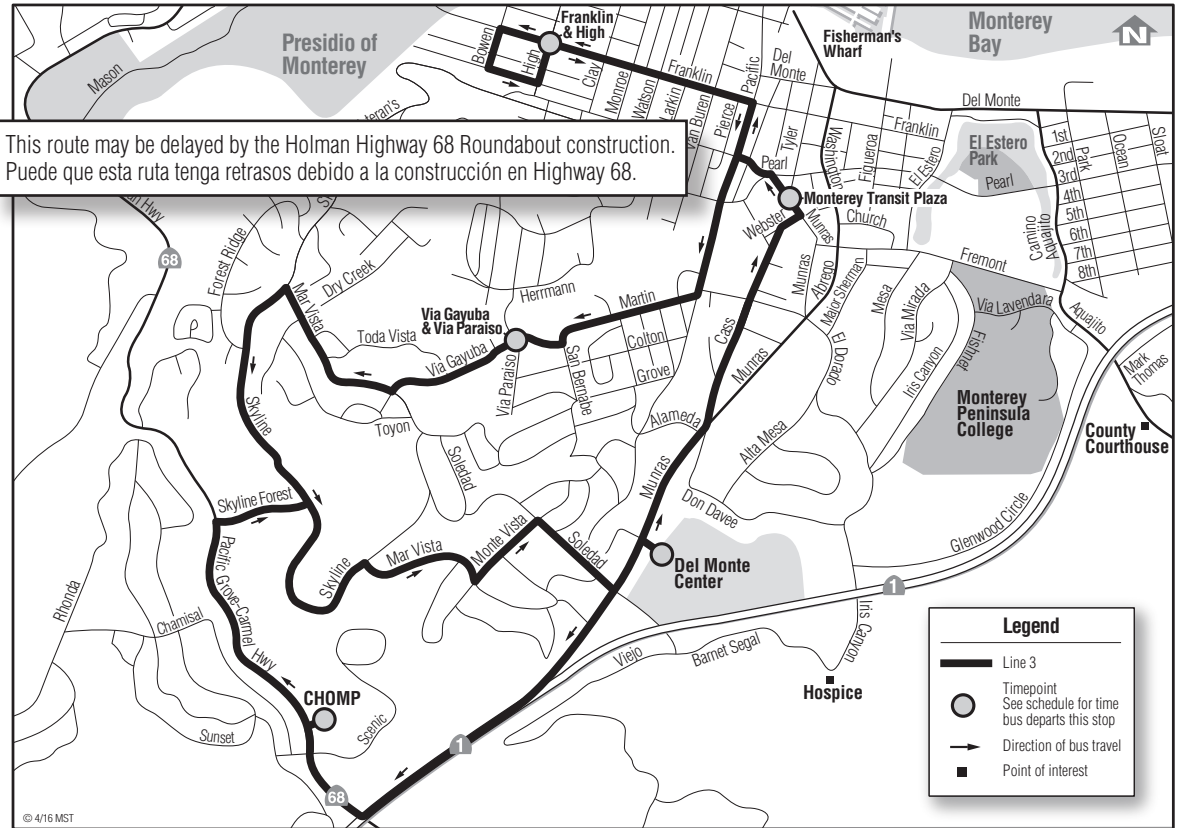 Franklin
& High
Presidio of
Monterey
Mason
Bowen
High
Clay
Monroe
Watson
Larkin
Van Buren
Pierce
Franklin
Pacific
Del
Monte
Fisherman's
Wharf
Monterey
Bay
N
Del Monte
Tyler
Washington
Figueroa
Franklin
El Estero
El Estero
Park
Pearl
1st
2nd
3rd
4th
5th
6th
7th
8th
Park
Ocean
Sloat
Camino
Aguajito
This route may be delayed by the Holman Highway 68 Roundabout construction.
Puede que esta ruta tenga retrasos debido a la construcción en Highway 68.
Pearl
Monterey Transit Plaza
Webster
Munras
Church
Munras
Abrego
Major Sherman
Mesa
Via Mirada
Fremont
Via Lavendara
Aguajito
Fishnet
Iris Canyon
El Dorado
Mark
Thomas
Monterey
Peninsula
College
County
Courthouse
68
Forest Ridge
Dry Creek
Mar Vista
Herrmann
Martin
Via Gayuba
& Via Paraiso
Toda Vista
Via Gayuba
Via Paraiso
San Bernabe
Colton
Grove
Cass
Munras
Alameda
Toyon
Soledad
Skyline
Alta Mesa
Munras
Don Davee
Skyline Forest
Skyline
Mar Vista
Monte Vista
Soledad
Del Monte
Center
Glenwood Circle
1
Pacific Grove-Carmel Hwy
Rhonda
Chamisal
Sunset
CHOMP
Scenic
Viejo
Barnet Segal
Iris
Canyon
Hospice
1
68
Legend
Line 3
Timepoint
See schedule for time
bus departs this stop
Direction of bus travel
Point of interest
© 4/16 MST